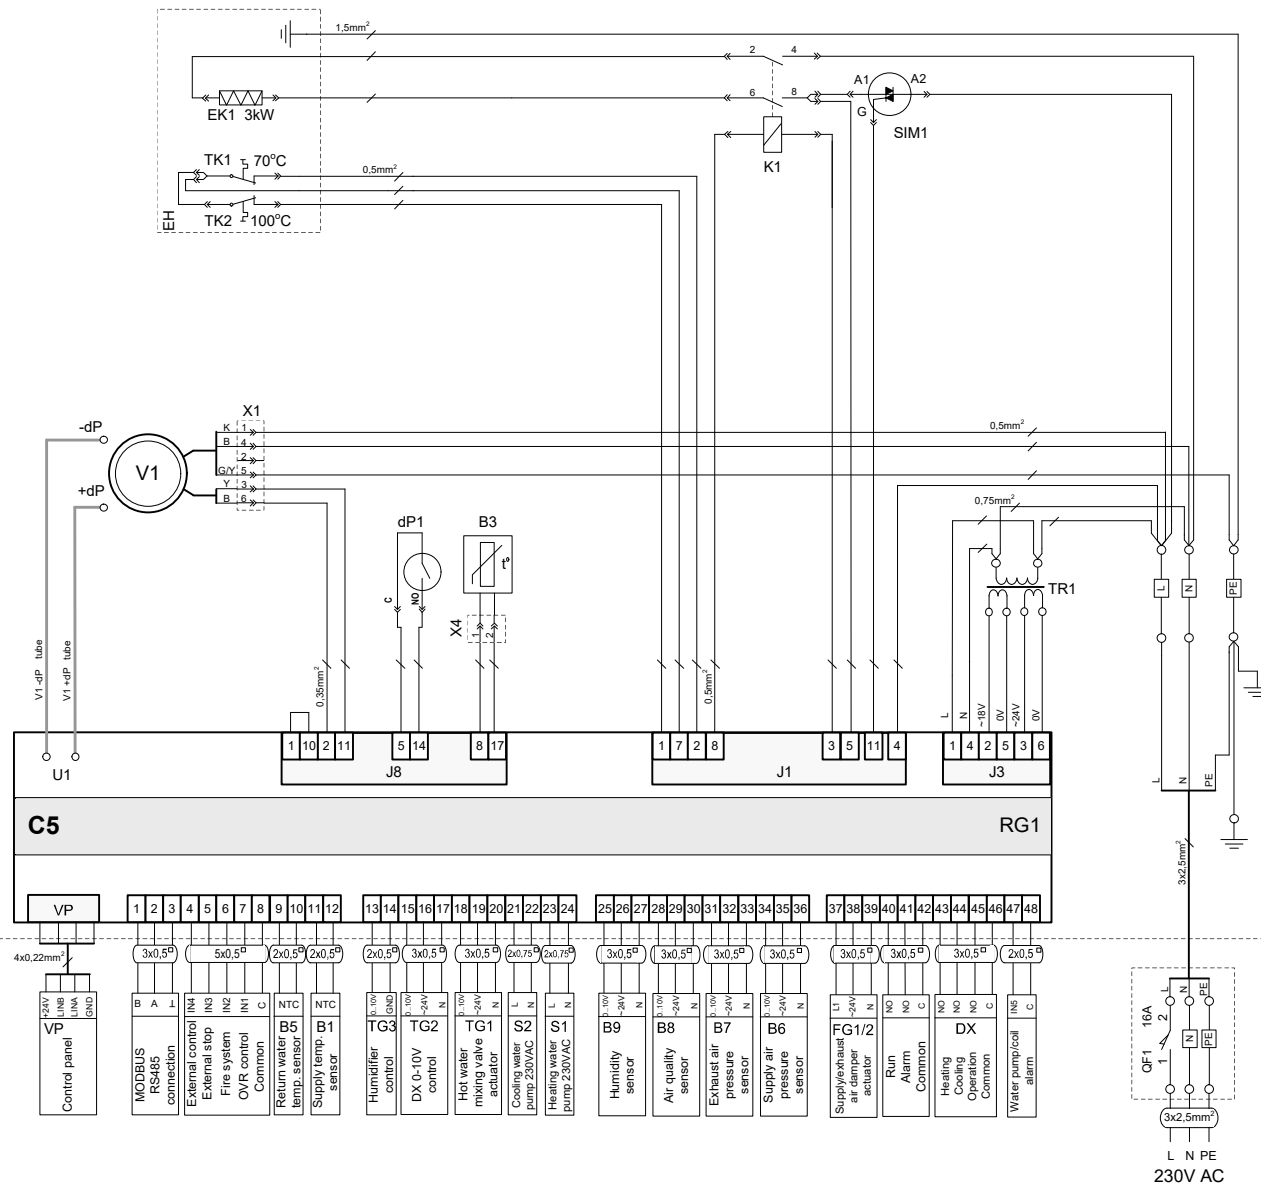 1,5mm²
2 4
6 8
A1 A2
G
SIM1
EK1 3kW
K1
TK1 70°C
0,5mm²
TK2 100°C
EH
X1
-dP
+dP
V1
K 1
B 4
2
G/Y 5
Y 3
B 6
0,5mm²
0,75mm²
dP1
B3
C
NO
t°
X4
1
2
TR1
L
N
PE
V1 -dP tube
V1 +dP tube
0,35mm²
0,5mm²
L
N
~18V
0V
~24V
0V
1 10 2 11
5 14
8 17
1 7 2 8
3 5 11 4
1 4 2 5 3 6
U1
J8
J1
J3
L
N
PE
C5
RG1
3x2,5mm²
VP
1 2 3 4 5 6 7 8 9 10 11 12
13 14 15 16 17 18 19 20 21 22 23 24
25 26 27 28 29 30 31 32 33 34 35 36
37 38 39 40 41 42 43 44 45 46 47 48
4x0,22mm²
3x0,5
5x0,5
2x0,5
2x0,5
2x0,5
3x0,5
3x0,5
2x0,75
2x0,75
3x0,5
3x0,5
3x0,5
3x0,5
3x0,5
3x0,5
3x0,5
2x0,5
+24V
LINB
LINA
GND
VP
Control panel
B
A
⊥
MODBUS
RS485
connection
IN4
IN3
IN2
IN1
C
External control
External stop
Fire system
OVR control
Common
NTC
B5
Return water
temp. sensor
NTC
B1
Supply temp.
sensor
0..10V
GND
TG3
Humidifier
control
0..10V
~24V
N
TG2
DX 0-10V
control
0..10V
~24V
N
TG1
Hot water
mixing valve
actuator
L
N
S2
Cooling water
pump 230VAC
L
N
S1
Heating water
pump 230VAC
0..10V
~24V
N
B9
Humidity
sensor
0..10V
~24V
N
B8
Air quality
sensor
0..10V
~24V
N
B7
Exhaust air
pressure
sensor
0..10V
~24V
N
B6
Supply air
pressure
sensor
L1
~24V
N
FG1/2
Supply/exhaust
air damper
actuator
NO
NO
C
Run
Alarm
Common
NO
NO
NO
C
DX
Heating
Cooling
Operation
Common
IN5
C
Water pump/coil
alarm
L
N
PE
QF1
16A
2
1
N
PE
3x2,5mm²
L N PE
230V AC